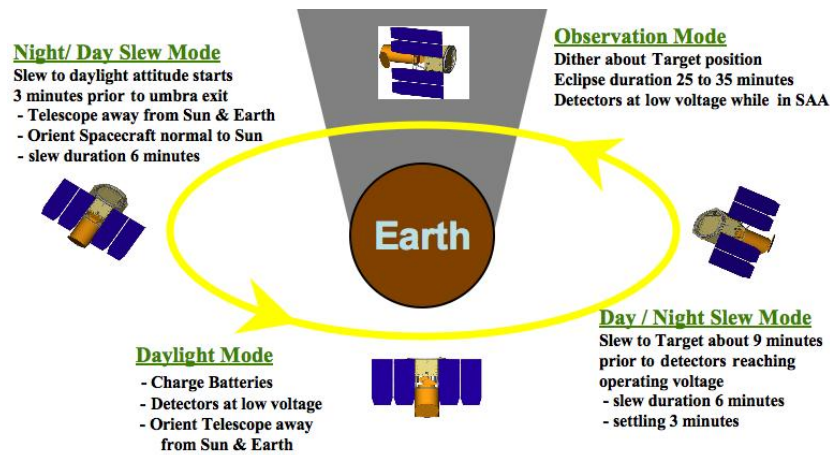 Night/ Day Slew Mode
Slew to daylight attitude starts
3 minutes prior to umbra exit
- Telescope away from Sun & Earth
- Orient Spacecraft normal to Sun
- slew duration 6 minutes
Observation Mode
Dither about Target position
Eclipse duration 25 to 35 minutes
Detectors at low voltage while in SAA
Earth
Daylight Mode
- Charge Batteries
- Detectors at low voltage
- Orient Telescope away
from Sun & Earth
Day / Night Slew Mode
Slew to Target about 9 minutes
prior to detectors reaching
operating voltage
- slew duration 6 minutes
- settling 3 minutes